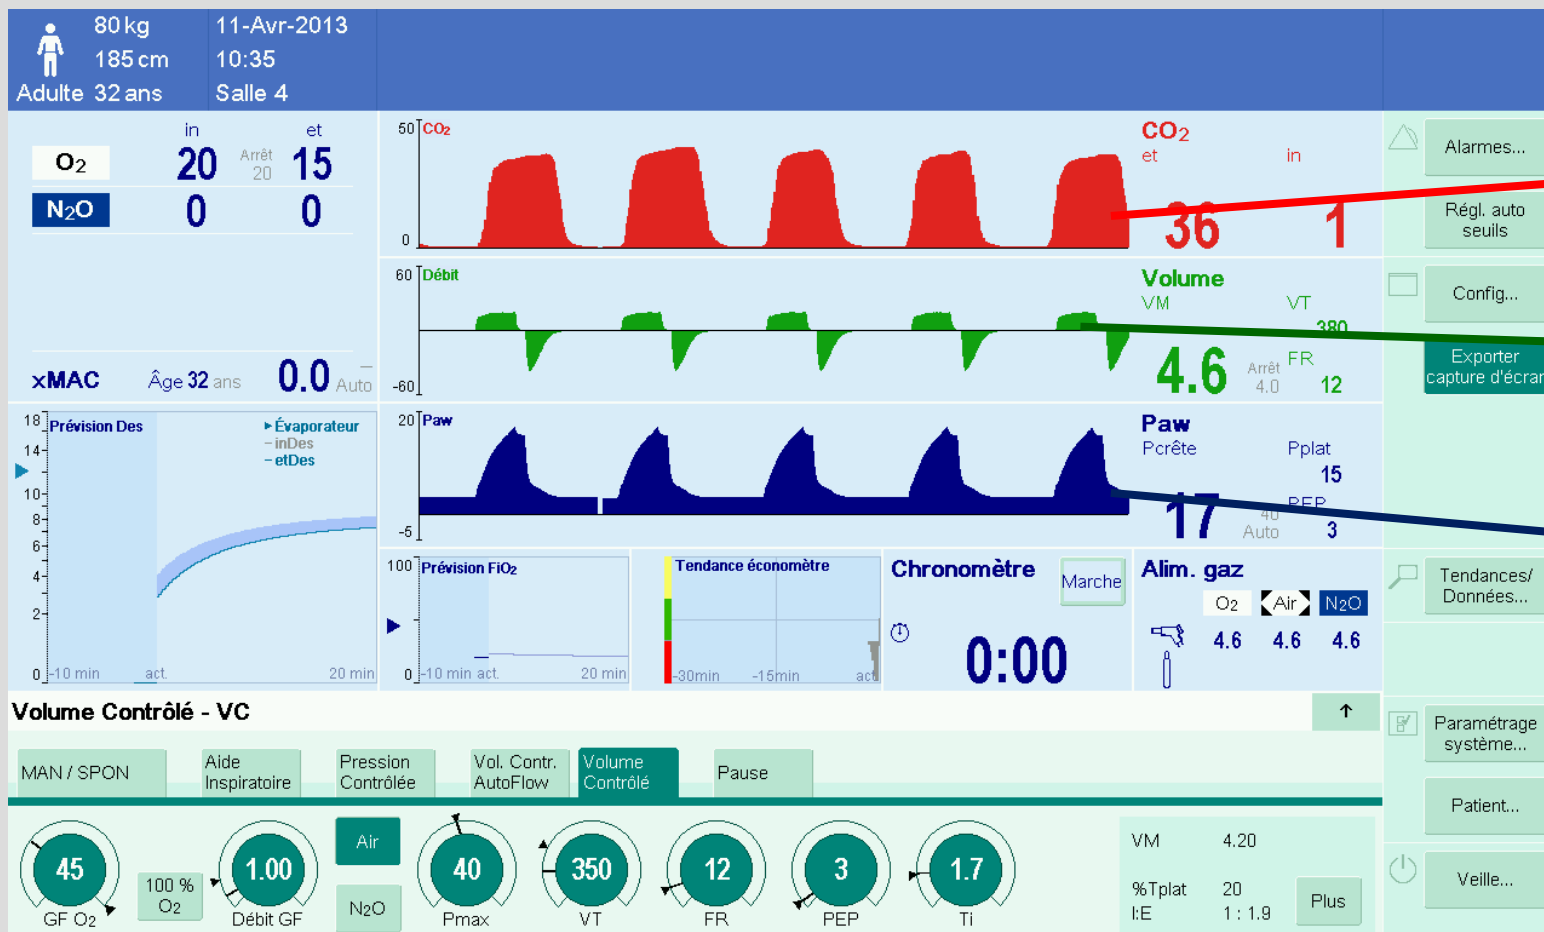 80 kg
185 cm
Adulte 32 ans
11-Avr-2013
10:35
Salle 4
in et
O2 20 Arrêt 20 15
N2O 0 0
xMAC Âge 32 ans 0.0 Auto
50 CO2
0
CO2
et in
36 1
60 Débit
-60
Volume
VM VT
380
4.6 Arrêt 4.0 FR
12
20 Paw
-5
Paw
Pcrête Pplat
15
17 40 Auto PEP
3
18 Prévision Des
14
10
8
6
4
2
0
Évaporateur
inDes
etDes
-10 min act. 20 min
100 Prévision FiO2
0 -10 min act. 20 min
Tendance économètre
-30min -15min act
Chronomètre Marche
0:00
Alim. gaz
O2 Air N2O
4.6 4.6 4.6
Alarmes...
Régl. auto
seuils
Config...
Exporter
capture d'écran
Tendances/
Données...
Paramétrage
système...
Patient...
Veille...
Volume Contrôlé - VC
MAN / SPON
Aide
Inspiratoire
Pression
Contrôlée
Vol. Contr.
AutoFlow
Volume
Contrôlé
Pause
45
GF O2
100 %
O2
1.00
Débit GF
Air
N2O
40
Pmax
350
VT
12
FR
3
PEP
1.7
Ti
VM 4.20
%Tplat 20
I:E 1 : 1.9
Plus